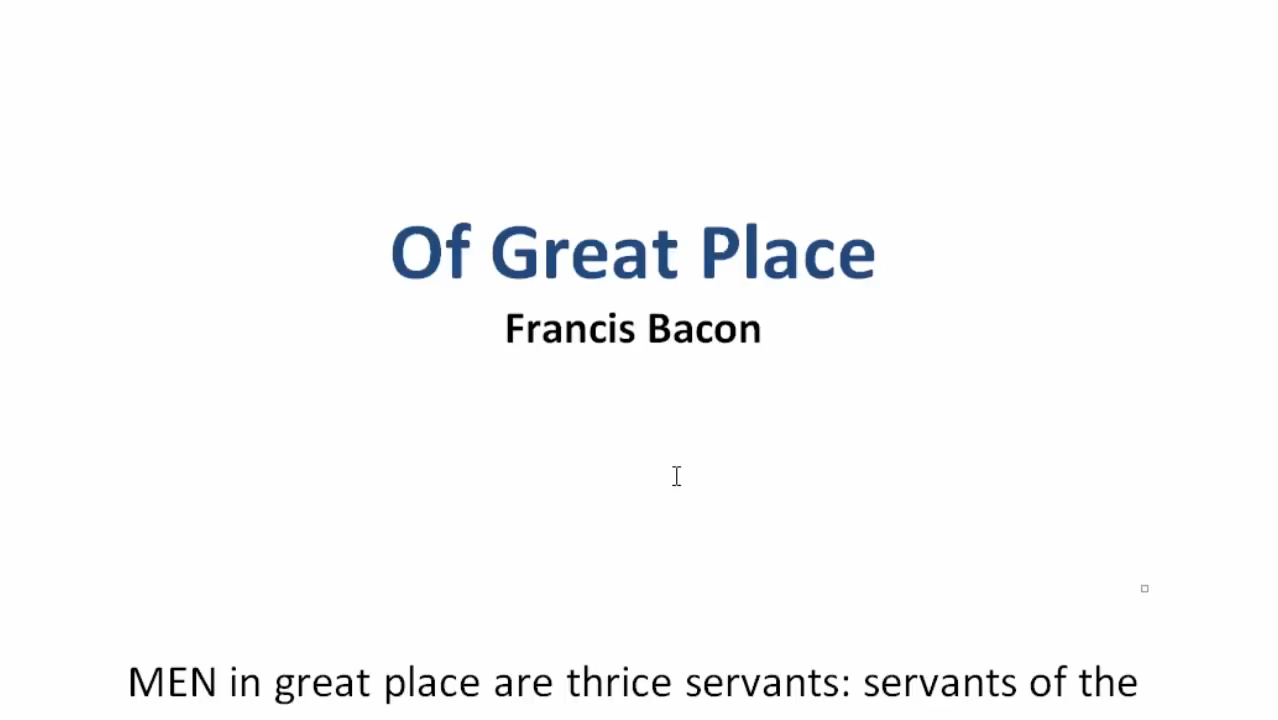 Of Great Place
Francis Bacon
MEN in great place are thrice servants: servants of the